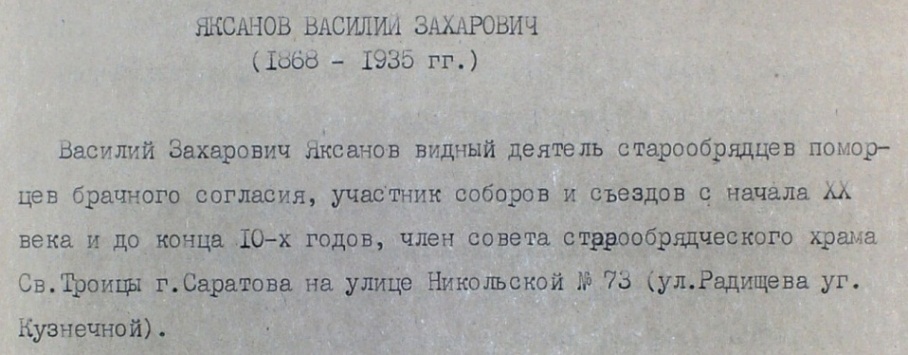 ЯКСАНОВ ВАСИЛИЙ ЗАХАРОВИЧ
(1868 - 1935 гг.)
Василий Захарович Яксанов видный деятель старообрядцев помор-
цев брачного согласия, участник соборов и съездов с начала XX
века и до конца 10-х годов, член совета старообрядческого храма
Св.Троицы г.Саратова на улице Никольской № 73 (ул.Радищева уг.
Кузнечной).